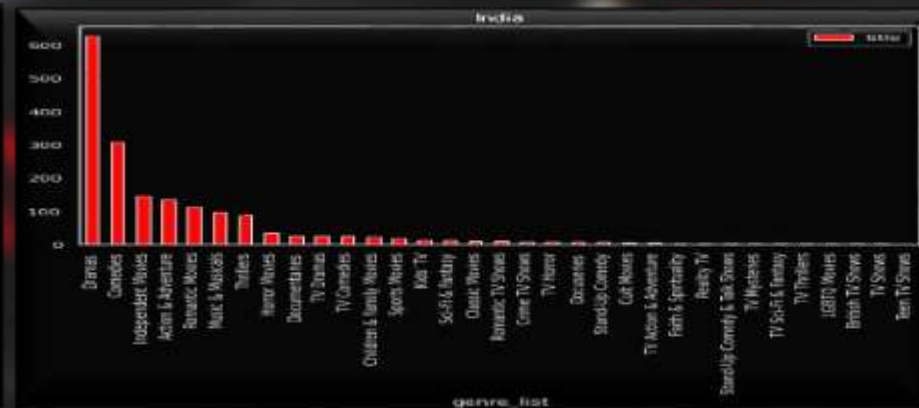 India
600
500
400
300
200
100
0
Dramas
Comedies
Independent Movies
Action & Adventure
Romantic Movies
Music & Musicals
Thrillers
Horror Movies
Documentaries
TV Dramas
TV Comedies
Children & Family Movies
Sports Movies
Kids' TV
Sci-Fi & Fantasy
Classic Movies
Romantic TV Shows
Crime TV Shows
TV Horror
Docuseries
Stand-Up Comedy
Cult Movies
TV Action & Adventure
Faith & Spirituality
Reality TV
Stand-Up Comedy & Talk Shows
TV Mysteries
TV Sci-Fi & Fantasy
TV Thrillers
LGBTQ Movies
British TV Shows
TV Shows
Teen TV Shows
genre_list